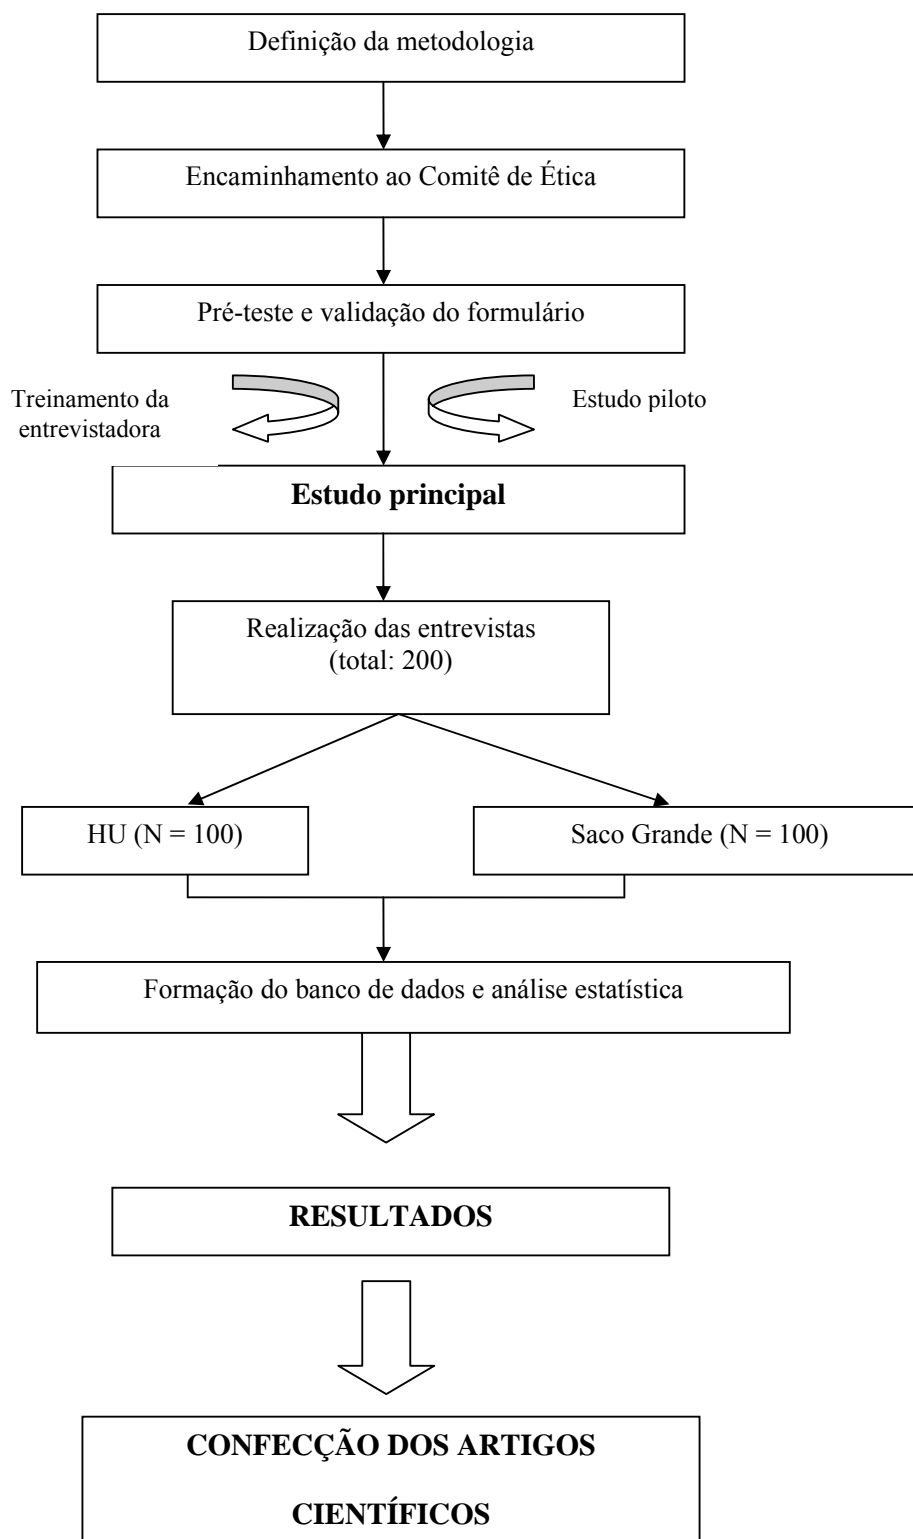 Definição da metodologia
Encaminhamento ao Comitê de Ética
Pré-teste e validação do formulário
Treinamento da
entrevistadora
Estudo piloto
Estudo principal
Realização das entrevistas
(total: 200)
HU (N = 100)
Saco Grande (N = 100)
Formação do banco de dados e análise estatística
RESULTADOS
CONFECÇÃO DOS ARTIGOS
CIENTÍFICOS